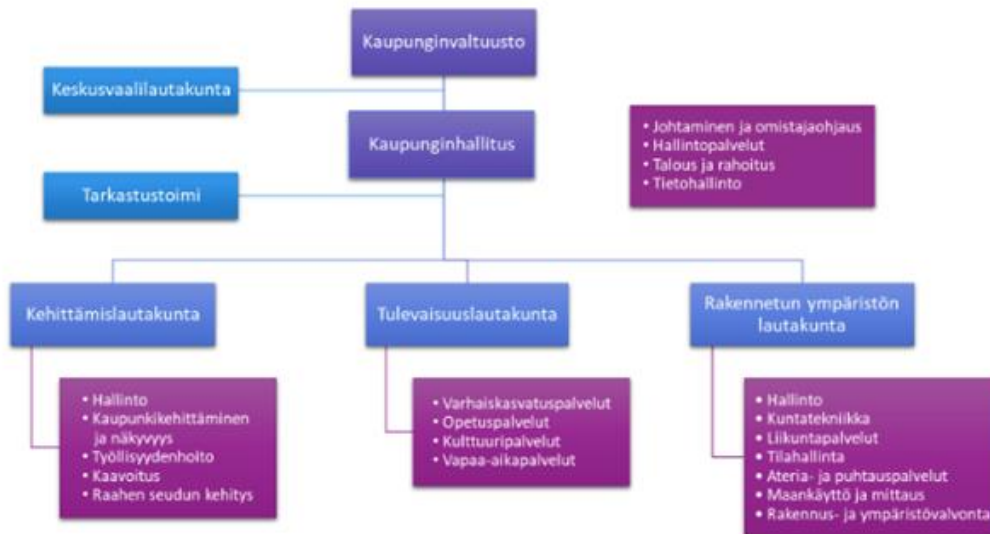 Kaupunginvaltuusto
Keskusvaalilautakunta
Kaupunginhallitus
• Johtaminen ja omistajaohjaus
• Hallintopalvelut
• Talous ja rahoitus
• Tietohallinto
Tarkastustoimi
Kehittämislautakunta
Tulevaisuuslautakunta
Rakennetun ympäristön
lautakunta
• Hallinto
• Kaupunkikehittäminen
ja näkyvyys
• Työllisyydenhoito
• Kaavoitus
• Raahen seudun kehitys
• Varhaiskasvatuspalvelut
• Opetuspalvelut
• Kulttuuripalvelut
• Vapaa-aikapalvelut
• Hallinto
• Kuntatekniikka
• Liikuntapalvelut
• Tilahallinta
• Ateria- ja puhtauspalvelut
• Maankäyttö ja mittaus
• Rakennus- ja ympäristövalvonta